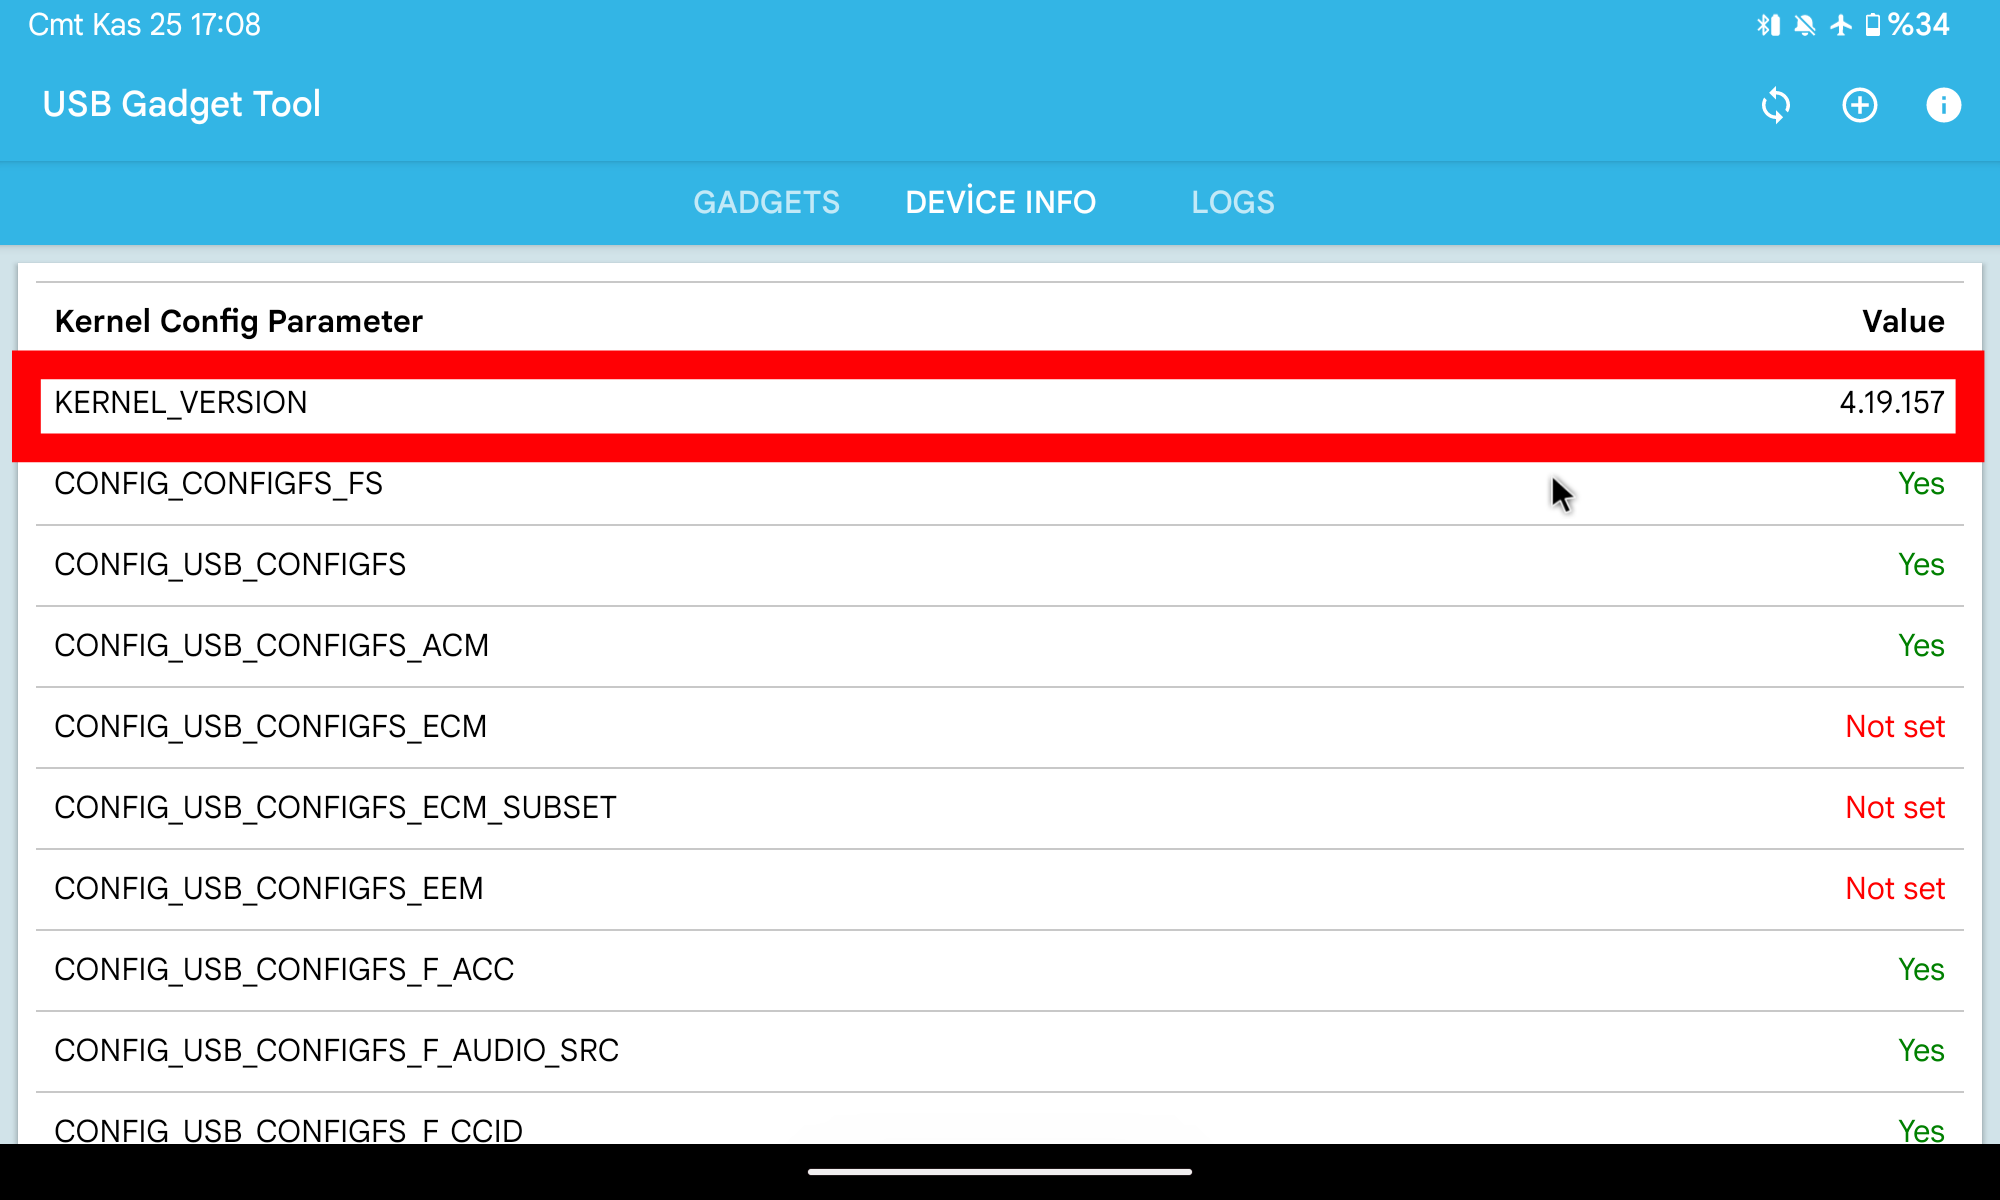 Cmt Kas 25 17:08 %34
USB Gadget Tool
GADGETS DEVİCE INFO LOGS
Kernel Config Parameter Value
KERNEL_VERSION 4.19.157
CONFIG_CONFIGFS_FS Yes
CONFIG_USB_CONFIGFS Yes
CONFIG_USB_CONFIGFS_ACM Yes
CONFIG_USB_CONFIGFS_ECM Not set
CONFIG_USB_CONFIGFS_ECM_SUBSET Not set
CONFIG_USB_CONFIGFS_EEM Not set
CONFIG_USB_CONFIGFS_F_ACC Yes
CONFIG_USB_CONFIGFS_F_AUDIO_SRC Yes
CONFIG_USB_CONFIGFS_F_CCID Yes